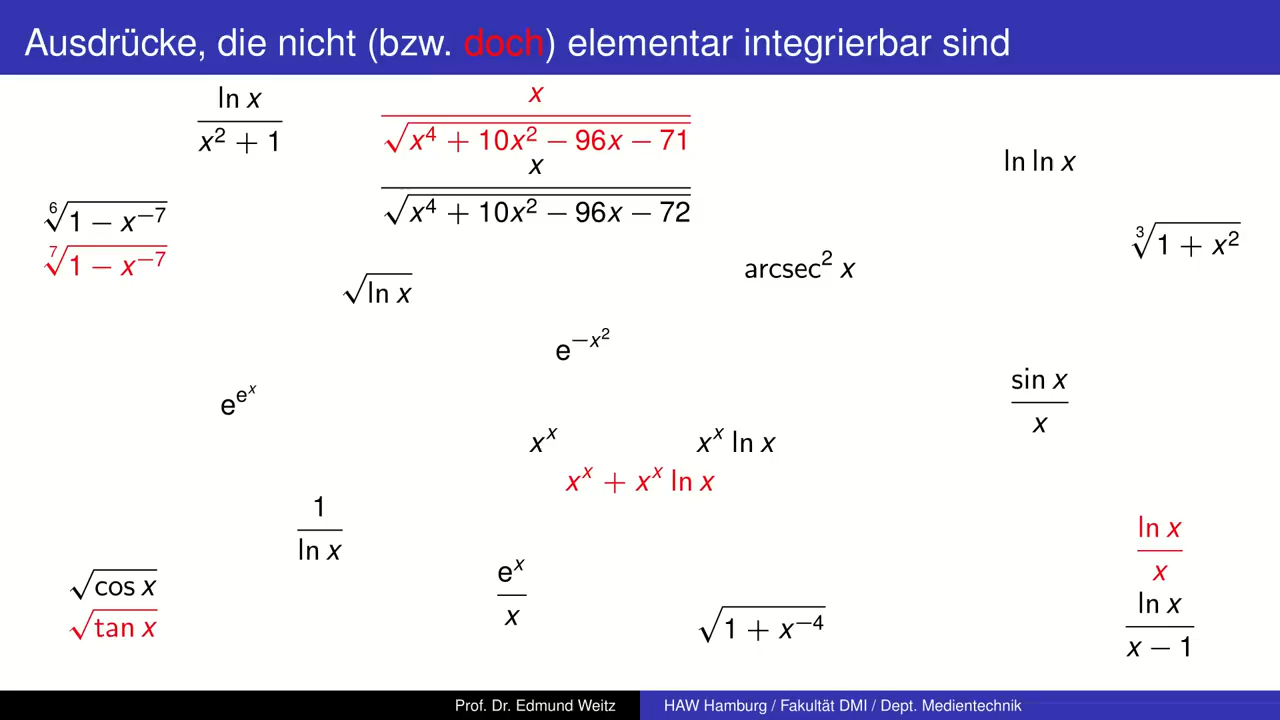 Ausdrücke, die nicht (bzw. doch) elementar integrierbar sind
ln x / (x² + 1)
x / √(x⁴ + 10x² − 96x − 71)
x / √(x⁴ + 10x² − 96x − 72)
ln ln x
⁶√(1 − x⁻⁷)
⁷√(1 − x⁻⁷)
³√(1 + x²)
√(ln x)
arcsec² x
e^(−x²)
e^(e^x)
sin x / x
x^x
x^x ln x
x^x + x^x ln x
1 / ln x
√(cos x)
√(tan x)
e^x / x
√(1 + x⁻⁴)
ln x / x
ln x / (x − 1)
Prof. Dr. Edmund Weitz
HAW Hamburg / Fakultät DMI / Dept. Medientechnik